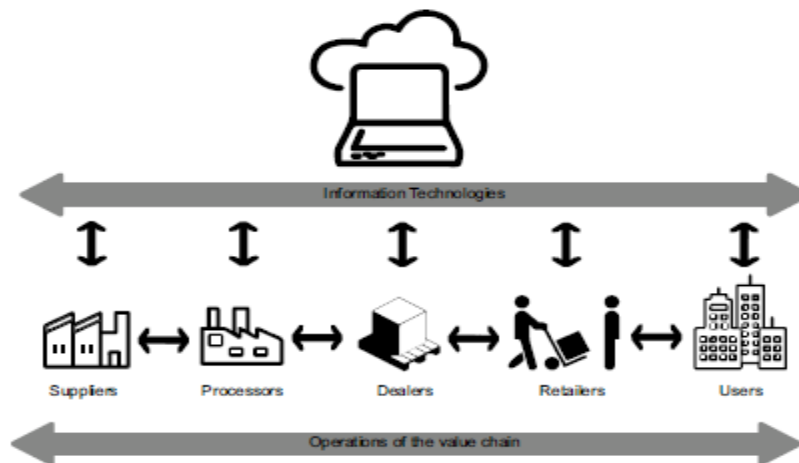 Information Technologies
Suppliers
Processors
Dealers
Retailers
Users
Operations of the value chain